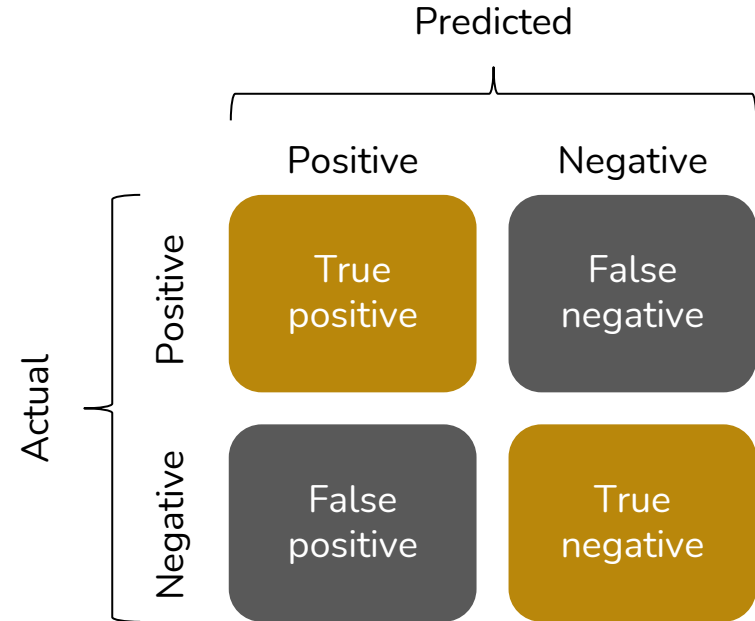 Predicted
Positive Negative
Actual
Positive
True
positive
False
negative
Negative
False
positive
True
negative